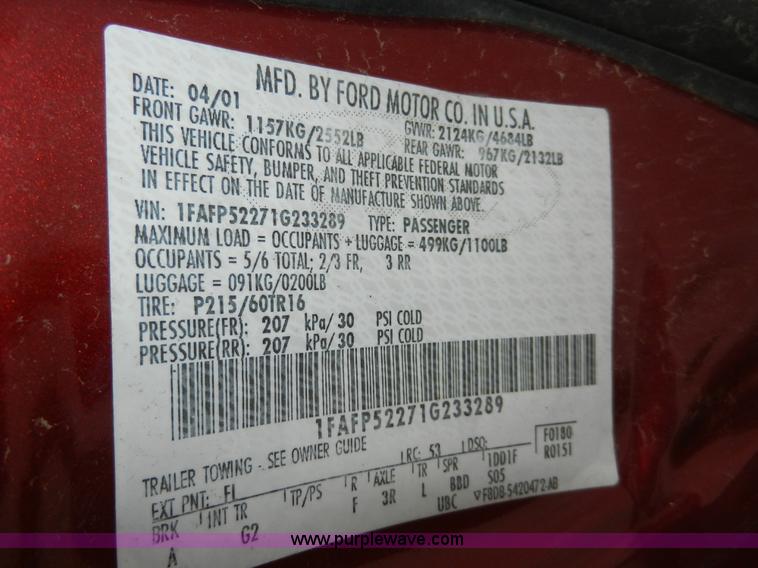 MFD. BY FORD MOTOR CO. IN U.S.A.
DATE: 04/01 GVWR: 2124KG/4684LB
FRONT GAWR: 1157KG/2552LB REAR GAWR: 967KG/2132LB
THIS VEHICLE CONFORMS TO ALL APPLICABLE FEDERAL MOTOR
VEHICLE SAFETY, BUMPER, AND THEFT PREVENTION STANDARDS
IN EFFECT ON THE DATE OF MANUFACTURE SHOWN ABOVE.
VIN: 1FAFP52271G233289 TYPE: PASSENGER
MAXIMUM LOAD = OCCUPANTS + LUGGAGE = 499KG/1100LB
OCCUPANTS = 5/6 TOTAL; 2/3 FR, 3 RR
LUGGAGE = 091KG/0200LB
TIRE: P215/60TR16
PRESSURE(FR): 207 kPa/30 PSI COLD
PRESSURE(RR): 207 kPa/30 PSI COLD
1FAFP52271G233289
TRAILER TOWING - SEE OWNER GUIDE
EXT PNT: FL RC: 53 DSO: F0180
BRK INT TR TP/PS R AXLE TR SPR 1DD1F R0151
A G2 F 3R L BBD S05
UBC ▽F8DB-5420472-AB
www.purplewave.com